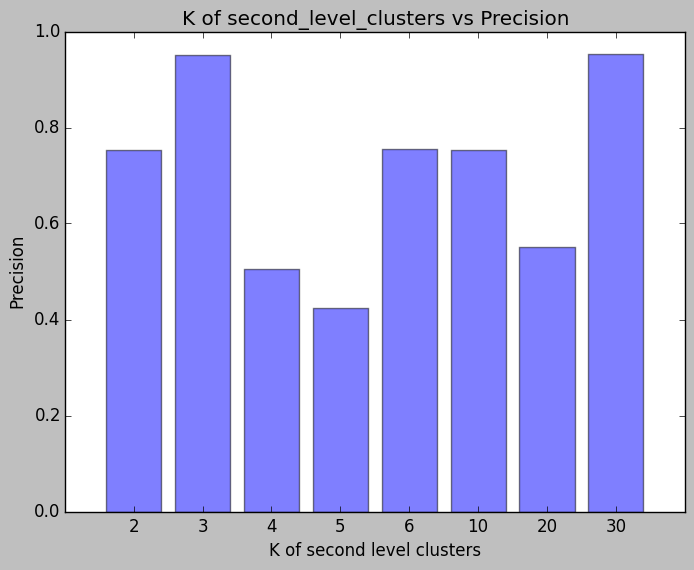 K of second_level_clusters vs Precision
1.0
0.8
0.6
0.4
0.2
0.0
Precision
2 3 4 5 6 10 20 30
K of second level clusters